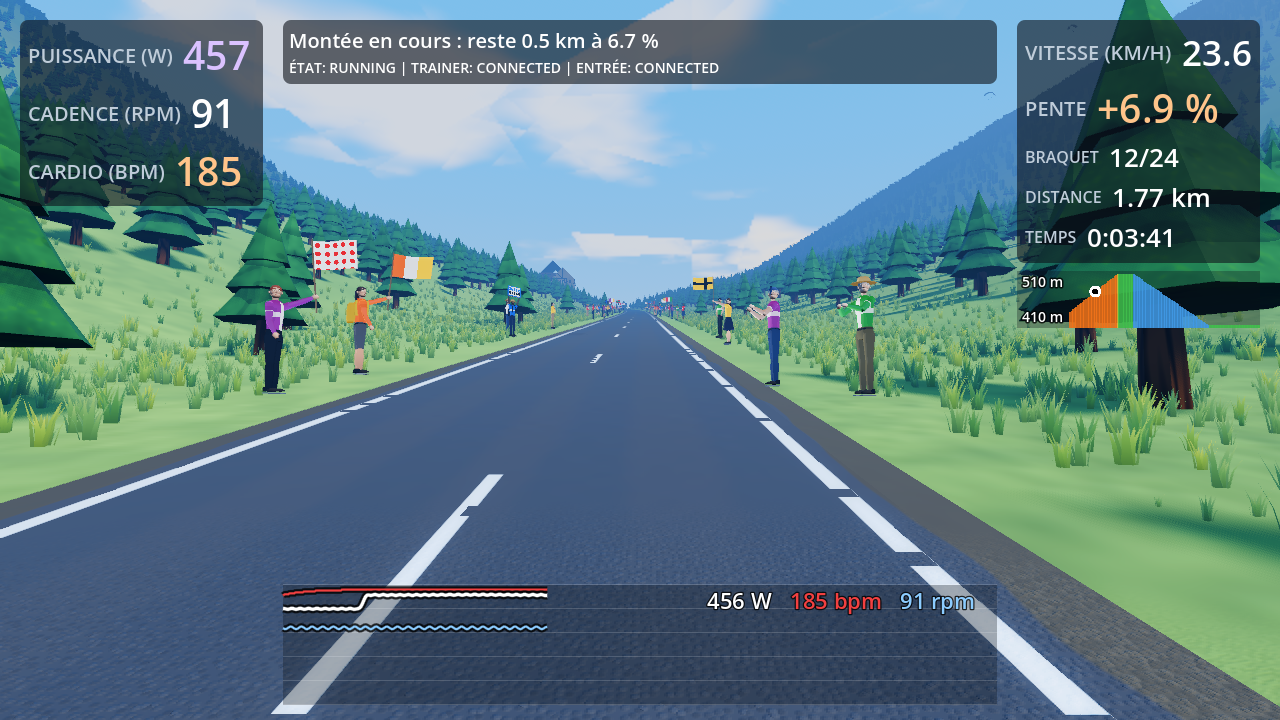 PUISSANCE (W) 457
CADENCE (RPM) 91
CARDIO (BPM) 185
Montée en cours : reste 0.5 km à 6.7 %
ÉTAT: RUNNING | TRAINER: CONNECTED | ENTRÉE: CONNECTED
VITESSE (KM/H) 23.6
PENTE +6.9 %
BRAQUET 12/24
DISTANCE 1.77 km
TEMPS 0:03:41
510 m
410 m
456 W 185 bpm 91 rpm